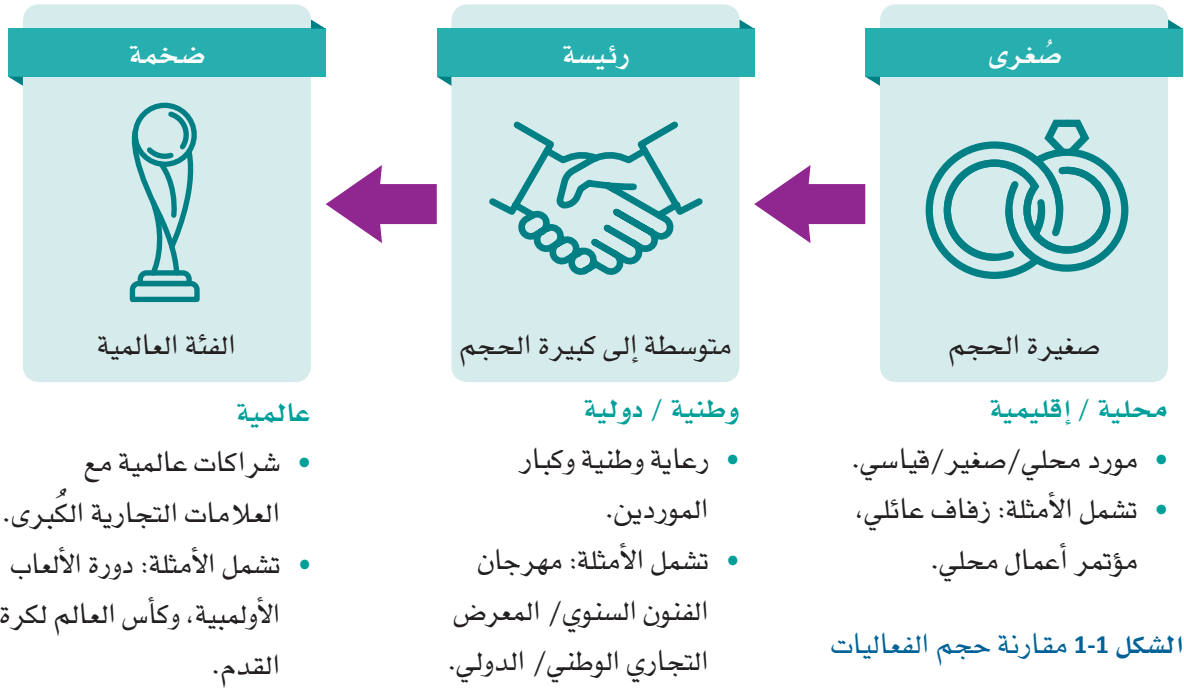 صُغرى
صغيرة الحجم
محلية / إقليمية
• مورد محلي/صغير/قياسي.
• تشمل الأمثلة: زفاف عائلي،
مؤتمر أعمال محلي.
رئيسة
متوسطة إلى كبيرة الحجم
وطنية / دولية
• رعاية وطنية وكبار
الموردين.
• تشمل الأمثلة: مهرجان
الفنون السنوي/ المعرض
التجاري الوطني/ الدولي.
ضخمة
الفئة العالمية
عالمية
• شراكات عالمية مع
العلامات التجارية الكُبرى.
• تشمل الأمثلة: دورة الألعاب
الأولمبية، وكأس العالم لكرة
القدم.
الشكل 1-1 مقارنة حجم الفعاليات